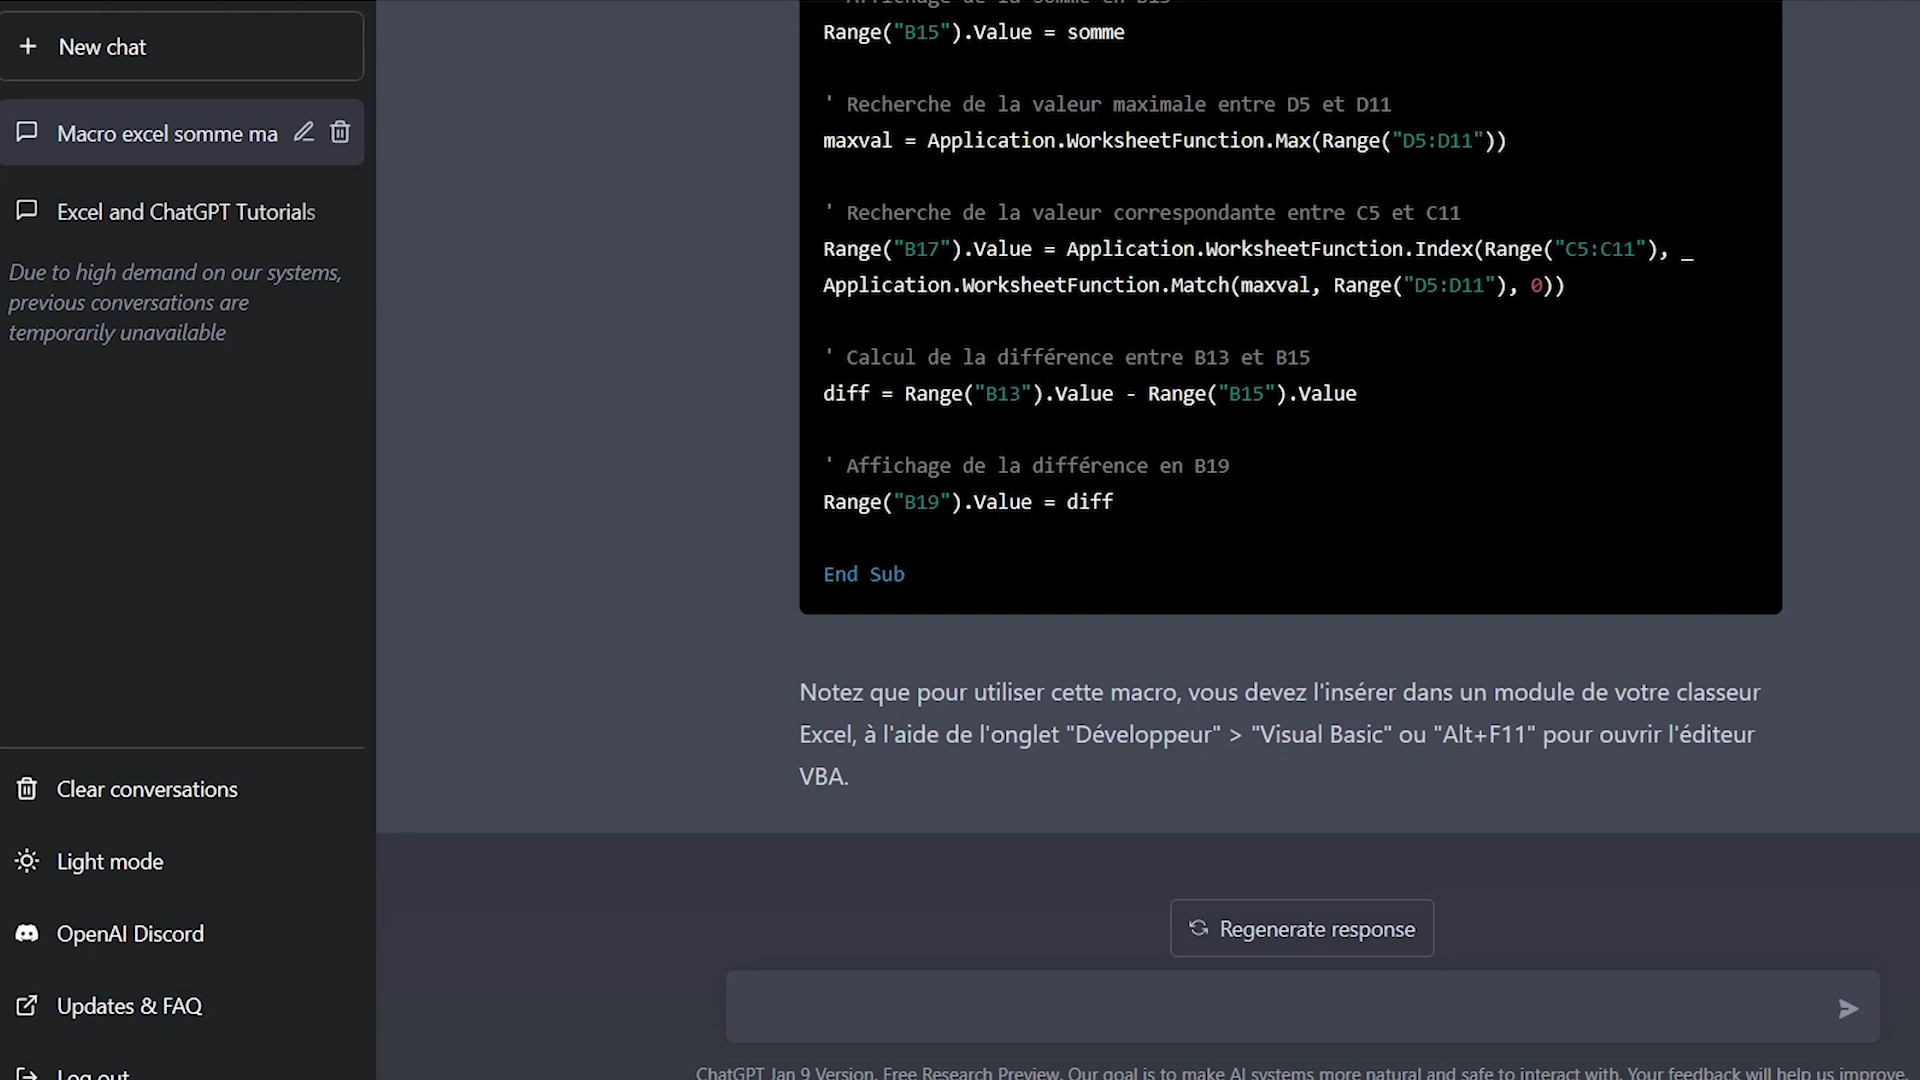 New chat
Macro excel somme ma
Excel and ChatGPT Tutorials
Due to high demand on our systems,
previous conversations are
temporarily unavailable
Clear conversations
Light mode
OpenAI Discord
Updates & FAQ
Log out
' Affichage de la somme en B15
Range("B15").Value = somme
' Recherche de la valeur maximale entre D5 et D11
maxval = Application.WorksheetFunction.Max(Range("D5:D11"))
' Recherche de la valeur correspondante entre C5 et C11
Range("B17").Value = Application.WorksheetFunction.Index(Range("C5:C11"), _
Application.WorksheetFunction.Match(maxval, Range("D5:D11"), 0))
' Calcul de la différence entre B13 et B15
diff = Range("B13").Value - Range("B15").Value
' Affichage de la différence en B19
Range("B19").Value = diff
End Sub
Notez que pour utiliser cette macro, vous devez l'insérer dans un module de votre classeur
Excel, à l'aide de l'onglet "Développeur" > "Visual Basic" ou "Alt+F11" pour ouvrir l'éditeur
VBA.
Regenerate response
ChatGPT Jan 9 Version. Free Research Preview. Our goal is to make AI systems more natural and safe to interact with. Your feedback will help us improve.